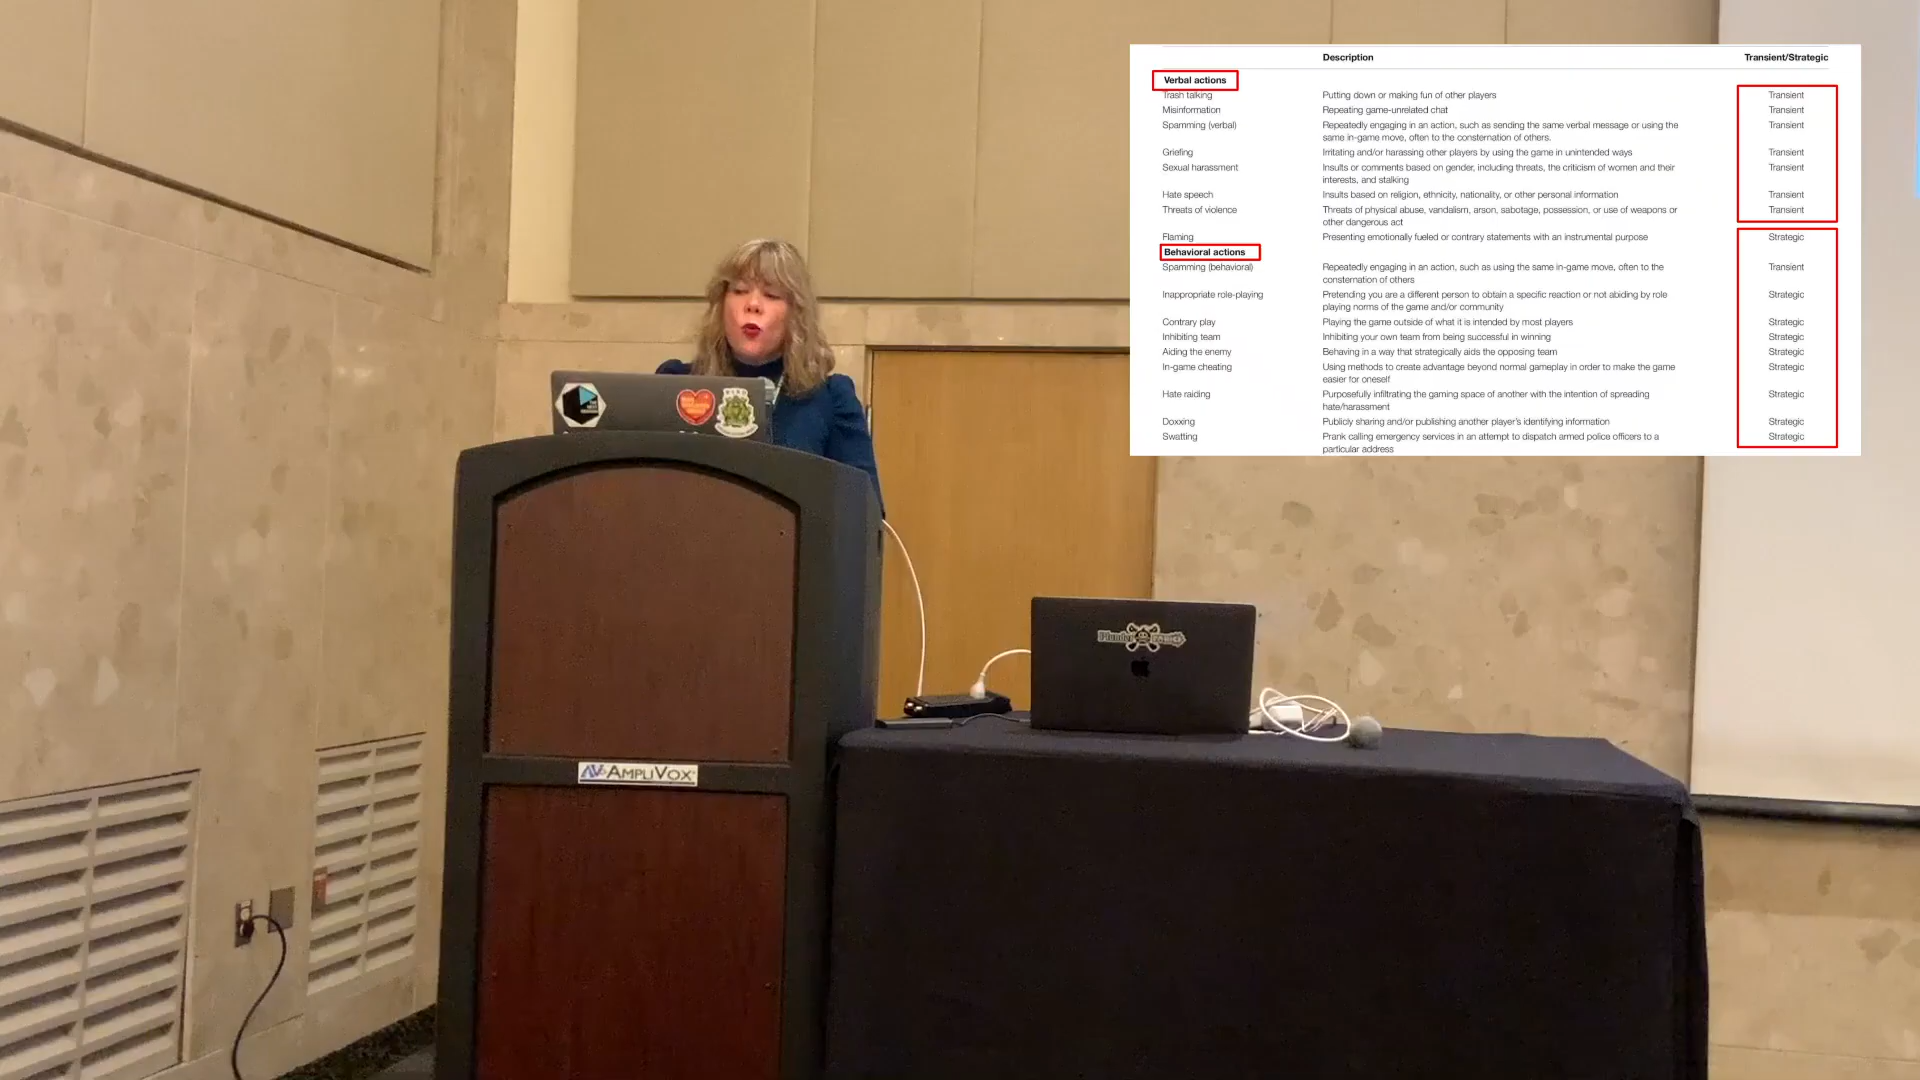 Description Transient/Strategic
Verbal actions
Trash talking Putting down or making fun of other players Transient
Misinformation Repeating game-unrelated chat Transient
Spamming (verbal) Repeatedly engaging in an action, such as sending the same verbal message or using the Transient
same in-game move, often to the consternation of others.
Griefing Irritating and/or harassing other players by using the game in unintended ways Transient
Sexual harassment Insults or comments based on gender, including threats, the criticism of women and their Transient
interests, and stalking
Hate speech Insults based on religion, ethnicity, nationality, or other personal information Transient
Threats of violence Threats of physical abuse, vandalism, arson, sabotage, possession, or use of weapons or Transient
other dangerous act
Flaming Presenting emotionally fueled or contrary statements with an instrumental purpose Strategic
Behavioral actions
Spamming (behavioral) Repeatedly engaging in an action, such as using the same in-game move, often to the Transient
consternation of others
Inappropriate role-playing Pretending you are a different person to obtain a specific reaction or not abiding by role Strategic
playing norms of the game and/or community
Contrary play Playing the game outside of what it is intended by most players Strategic
Inhibiting team Inhibiting your own team from being successful in winning Strategic
Aiding the enemy Behaving in a way that strategically aids the opposing team Strategic
In-game cheating Using methods to create advantage beyond normal gameplay in order to make the game Strategic
easier for oneself
Hate raiding Purposefully infiltrating the gaming space of another with the intention of spreading Strategic
hate/harassment
Doxxing Publicly sharing and/or publishing another player's identifying information Strategic
Swatting Prank calling emergency services in an attempt to dispatch armed police officers to a Strategic
particular address
AMPLIVOX